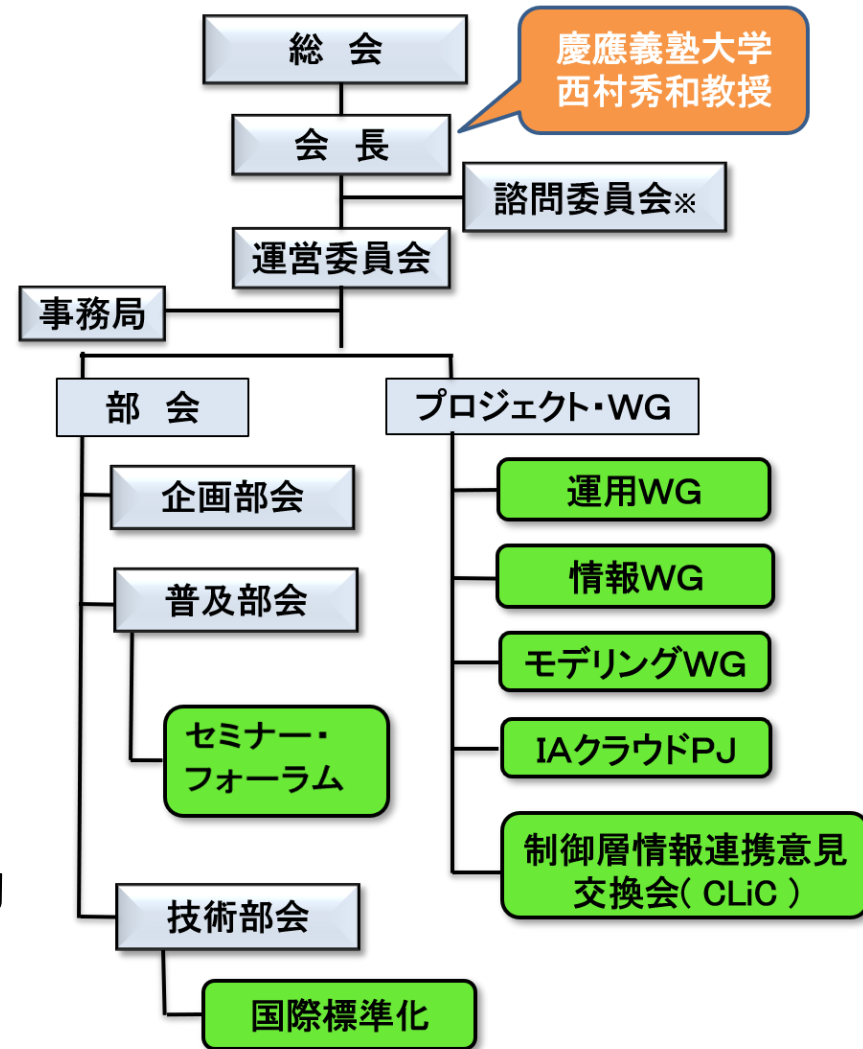 総 会
慶應義塾大学
西村秀和教授
会 長
諮問委員会※
運営委員会
事務局
部 会
プロジェクト・WG
企画部会
普及部会
セミナー・
フォーラム
技術部会
国際標準化
運用WG
情報WG
モデリングWG
IAクラウドPJ
制御層情報連携意見
交換会( CLiC )